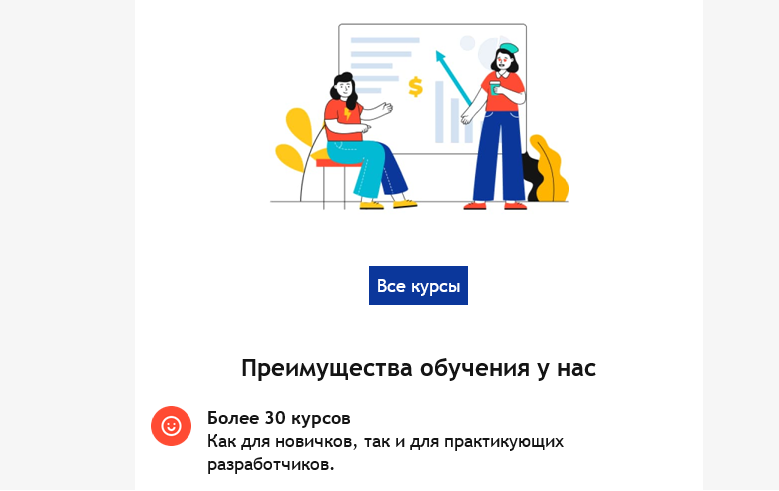 $
Все курсы
Преимущества обучения у нас
Более 30 курсов
Как для новичков, так и для практикующих
разработчиков.